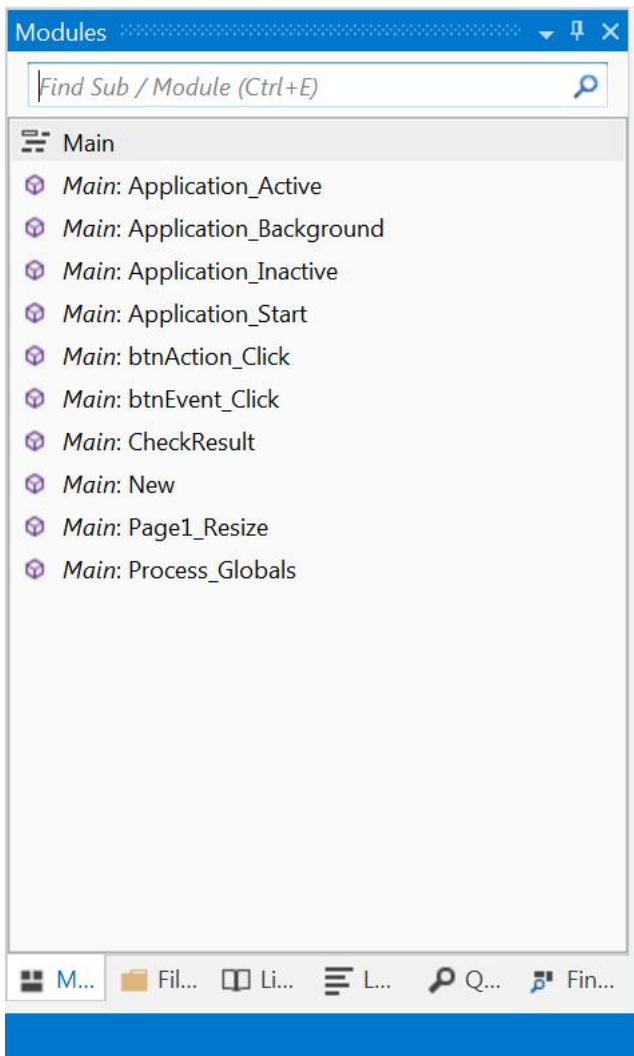 Modules
Find Sub / Module (Ctrl+E)
Main
Main: Application_Active
Main: Application_Background
Main: Application_Inactive
Main: Application_Start
Main: btnAction_Click
Main: btnEvent_Click
Main: CheckResult
Main: New
Main: Page1_Resize
Main: Process_Globals
M... Fil... Li... L... Q... Fin...